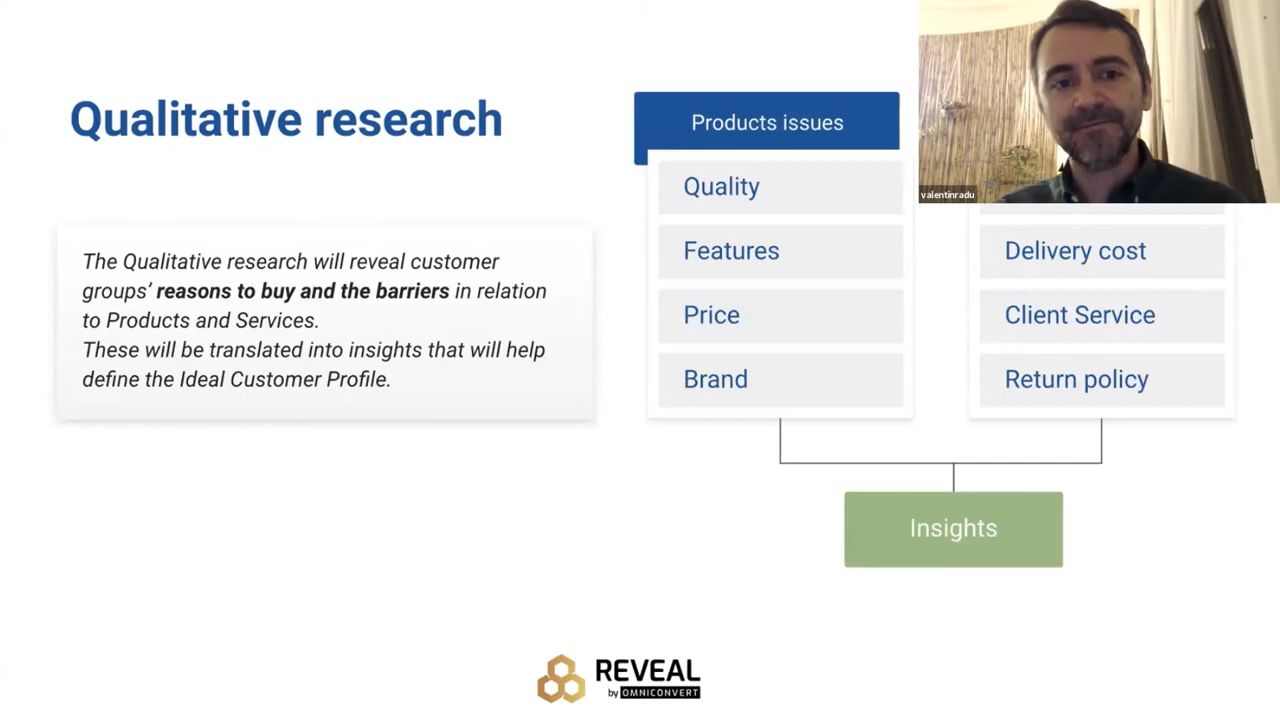 Qualitative research
The Qualitative research will reveal customer
groups’ reasons to buy and the barriers in relation
to Products and Services.
These will be translated into insights that will help
define the Ideal Customer Profile.
Products issues
Quality
Features
Price
Brand
valentinradu
Delivery cost
Client Service
Return policy
Insights
REVEAL
by OMNICONVERT